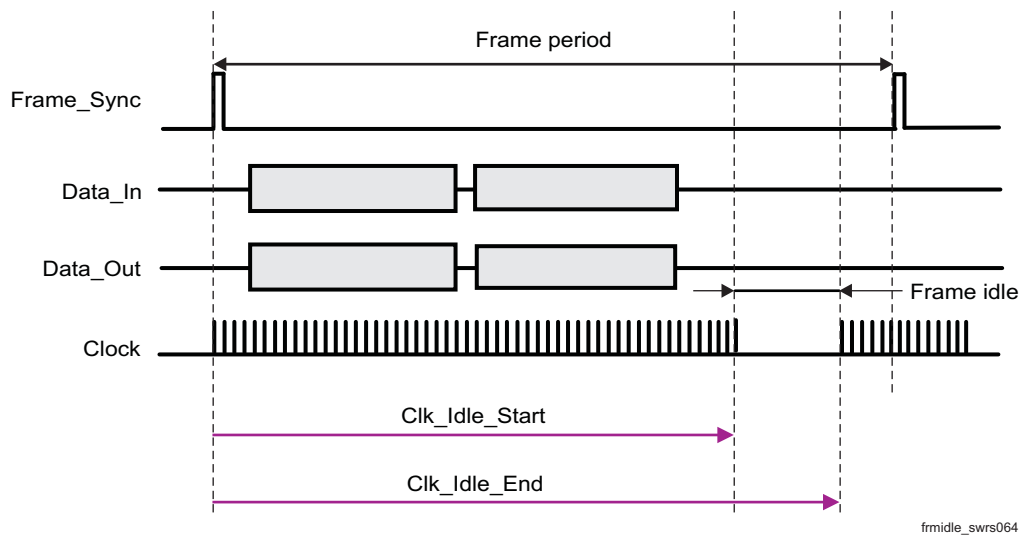 Frame period
Frame_Sync
Data_In
Data_Out
Frame idle
Clock
Clk_Idle_Start
Clk_Idle_End
frmidle_swrs064